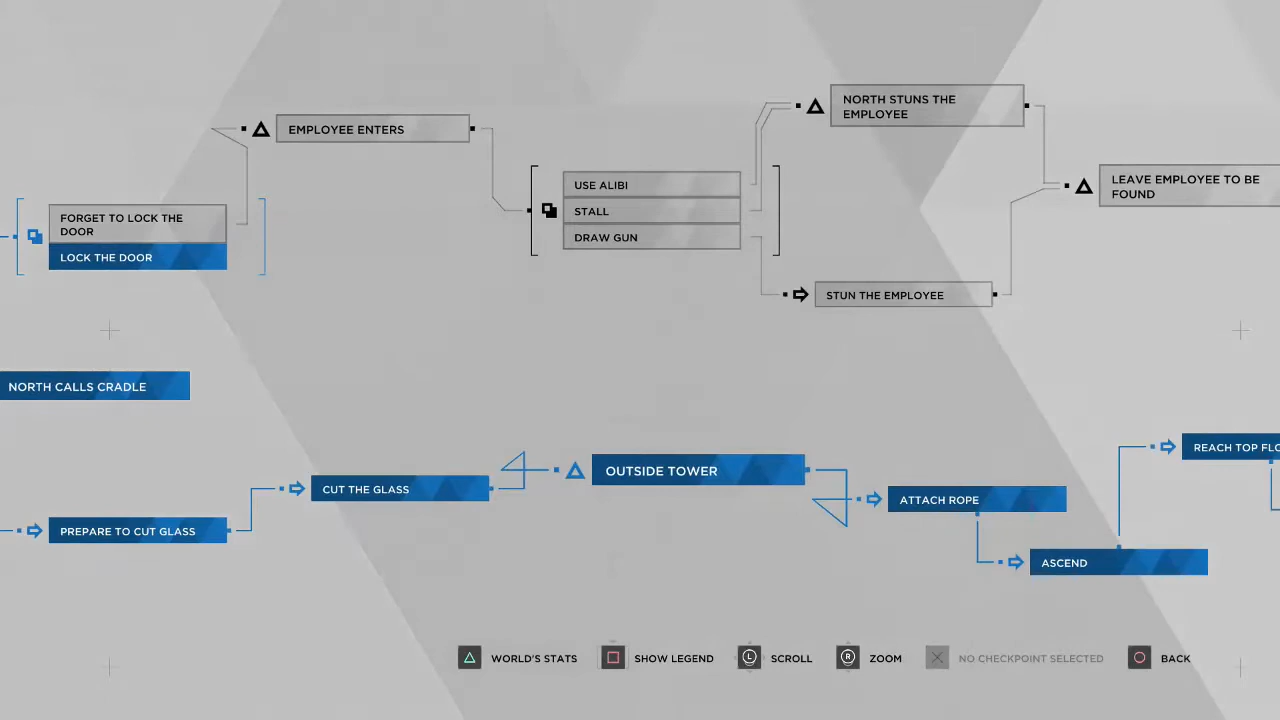 NORTH STUNS THE
EMPLOYEE
EMPLOYEE ENTERS
USE ALIBI
STALL
DRAW GUN
LEAVE EMPLOYEE TO BE
FOUND
FORGET TO LOCK THE
DOOR
LOCK THE DOOR
STUN THE EMPLOYEE
NORTH CALLS CRADLE
REACH TOP FLO
OUTSIDE TOWER
CUT THE GLASS
ATTACH ROPE
PREPARE TO CUT GLASS
ASCEND
WORLD'S STATS
SHOW LEGEND
L SCROLL
R ZOOM
NO CHECKPOINT SELECTED
BACK